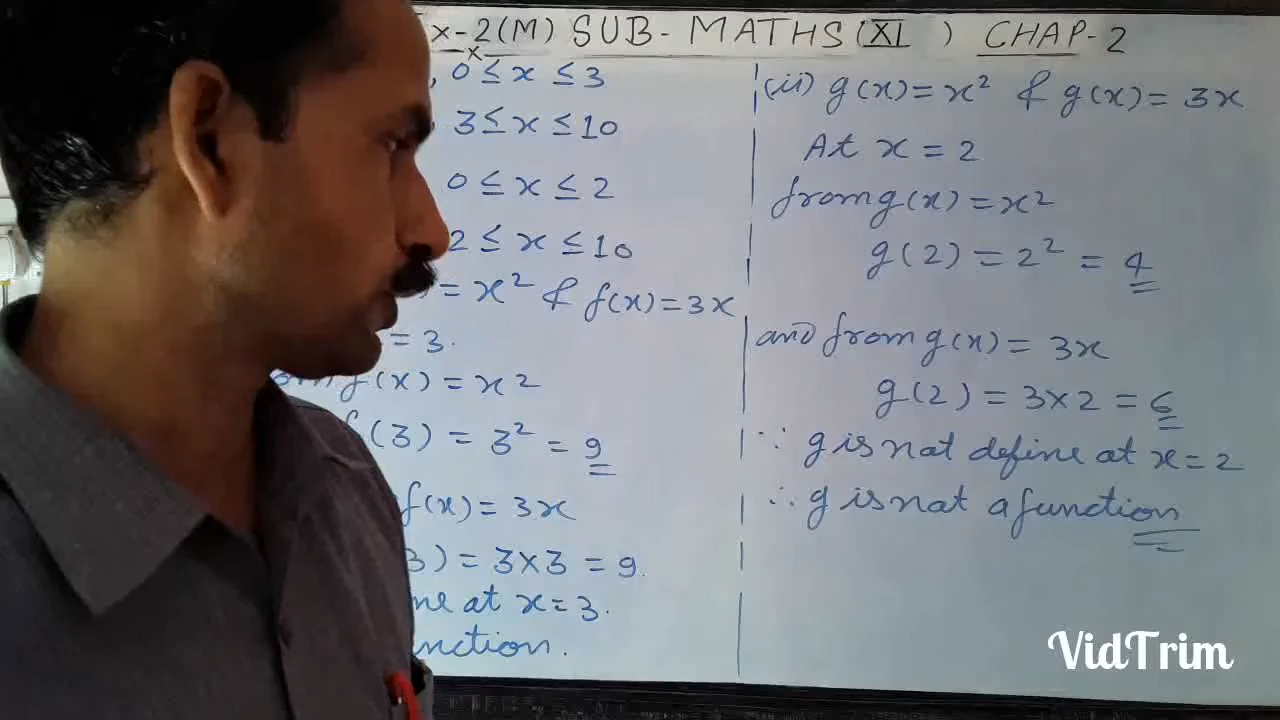 x-2(M) SUB- MATHS (XI ) CHAP-2
x
, 0 ≤ x ≤ 3
, 3 ≤ x ≤ 10
0 ≤ x ≤ 2
2 ≤ x ≤ 10
) = x² & f(x) = 3x
= 3.
f(x) = x²
f(3) = 3² = 9
f(x) = 3x
3) = 3×3 = 9.
ne at x = 3.
nction.
(ii) g(x) = x² & g(x) = 3x
At x = 2
from g(x) = x²
g(2) = 2² = 4
and from g(x) = 3x
g(2) = 3×2 = 6
∵ g is not define at x = 2
∴ g is not a function
VidTrim